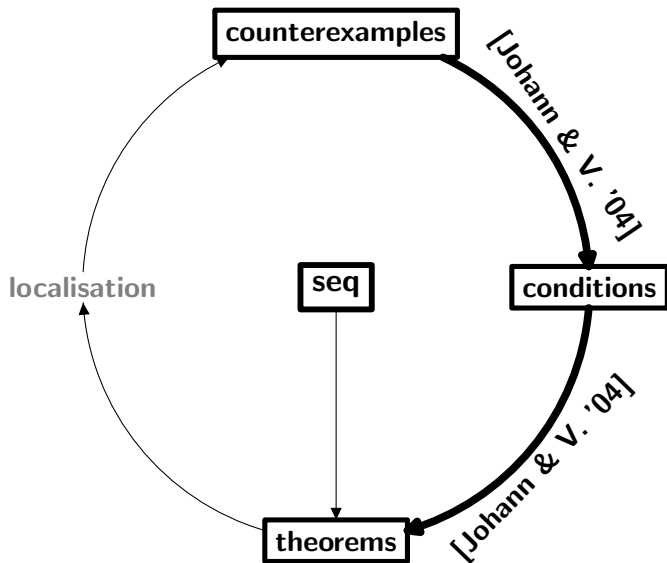 counterexamples
[Johann & V. '04]
localisation
seq
conditions
[Johann & V. '04]
theorems